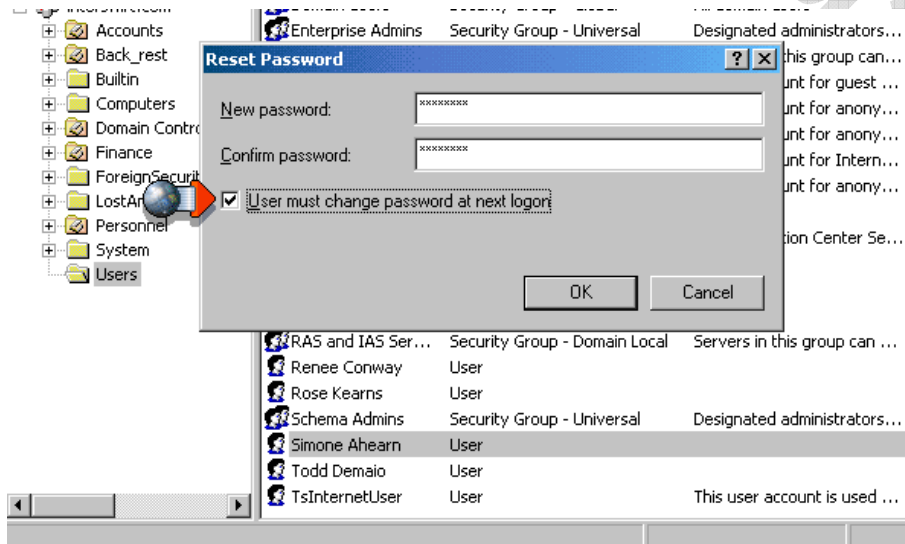 Accounts
Back_rest
Builtin
Computers
Domain Contro
Finance
ForeignSecurit
LostAn
Personnel
System
Users
Enterprise Admins Security Group - Universal Designated administrators...
this group can...
unt for guest ...
unt for anony...
unt for anony...
unt for Intern...
unt for anony...
tion Center Se...
Reset Password
New password: ××××××××
Confirm password: ××××××××
User must change password at next logon
OK Cancel
RAS and IAS Ser... Security Group - Domain Local Servers in this group can ...
Renee Conway User
Rose Kearns User
Schema Admins Security Group - Universal Designated administrators...
Simone Ahearn User
Todd Demaio User
TsInternetUser User This user account is used ...